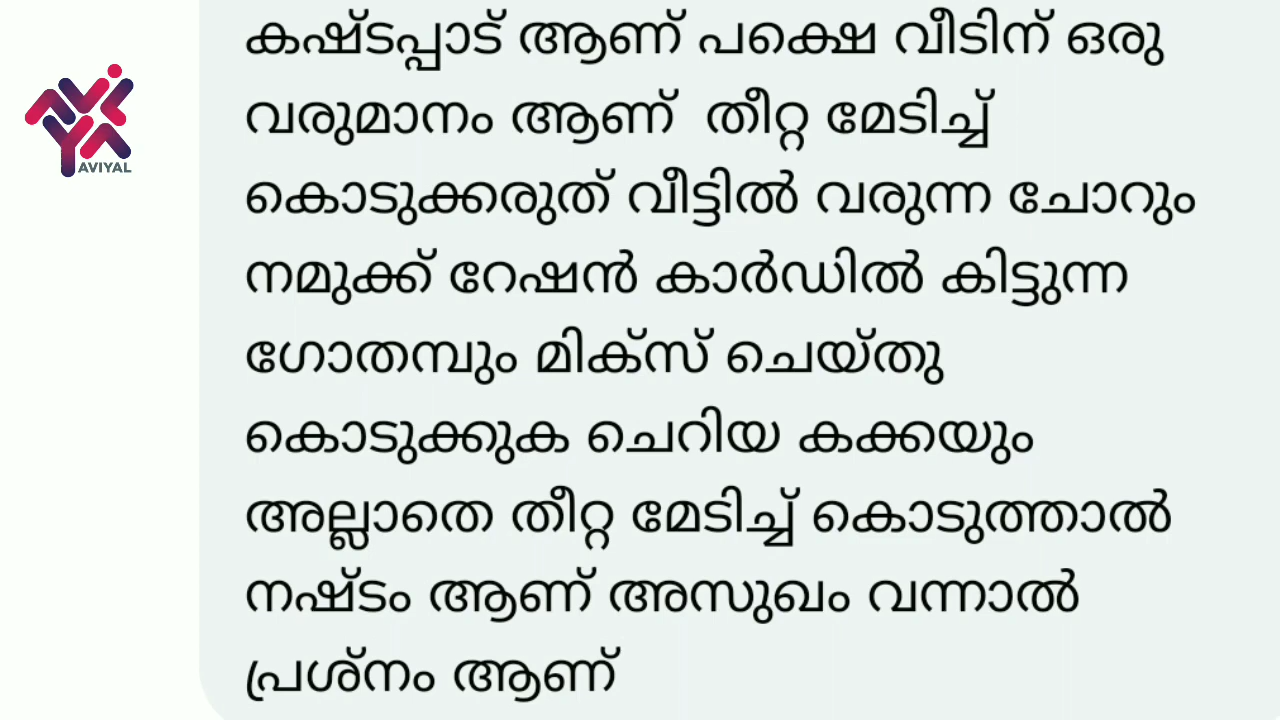 കഷ്ടപ്പാട് ആണ് പക്ഷെ വീടിന് ഒരു
വരുമാനം ആണ് തീറ്റ മേടിച്ച്
കൊടുക്കരുത് വീട്ടിൽ വരുന്ന ചോറും
നമുക്ക് റേഷൻ കാർഡിൽ കിട്ടുന്ന
ഗോതമ്പും മിക്സ് ചെയ്തു
കൊടുക്കുക ചെറിയ കക്കയും
അല്ലാതെ തീറ്റ മേടിച്ച് കൊടുത്താൽ
നഷ്ടം ആണ് അസുഖം വന്നാൽ
പ്രശ്നം ആണ്
AVIYAL